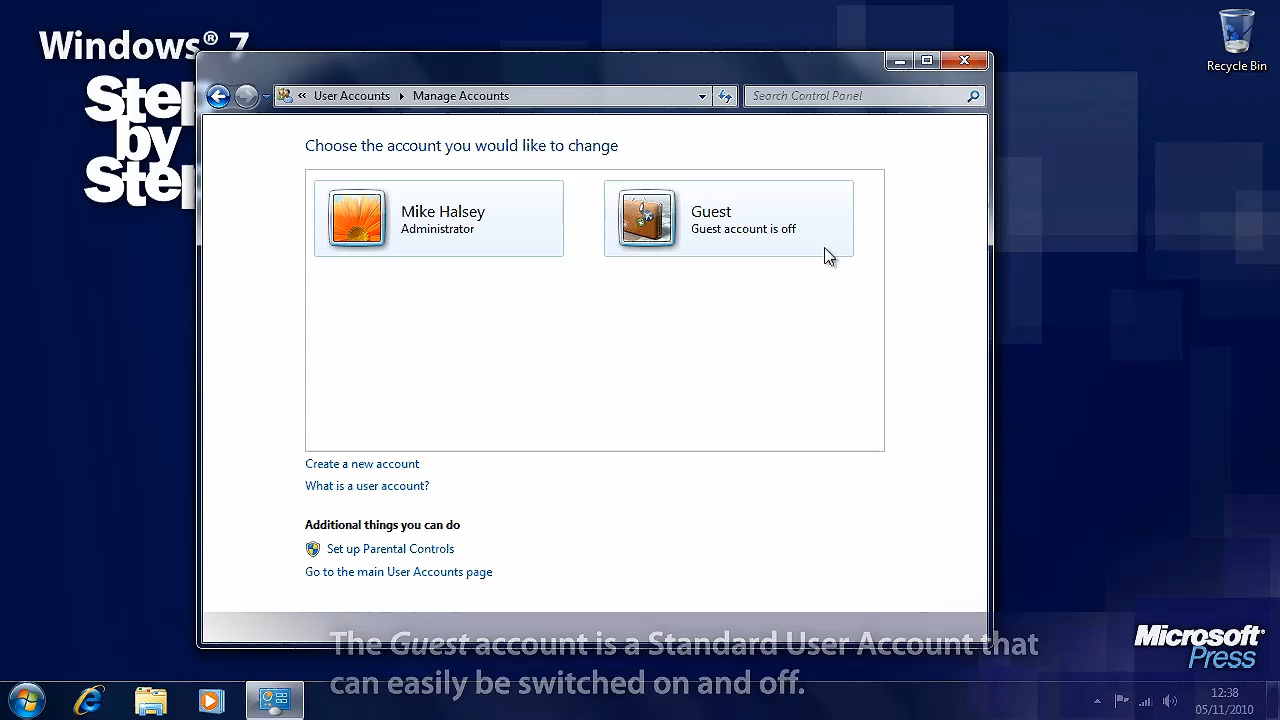 Windows® 7
Step
by
Step
Recycle Bin
« User Accounts Manage Accounts
Search Control Panel
Choose the account you would like to change
Mike Halsey
Administrator
Guest
Guest account is off
Create a new account
What is a user account?
Additional things you can do
Set up Parental Controls
Go to the main User Accounts page
The Guest account is a Standard User Account that
can easily be switched on and off.
Microsoft
Press
12:38
05/11/2010